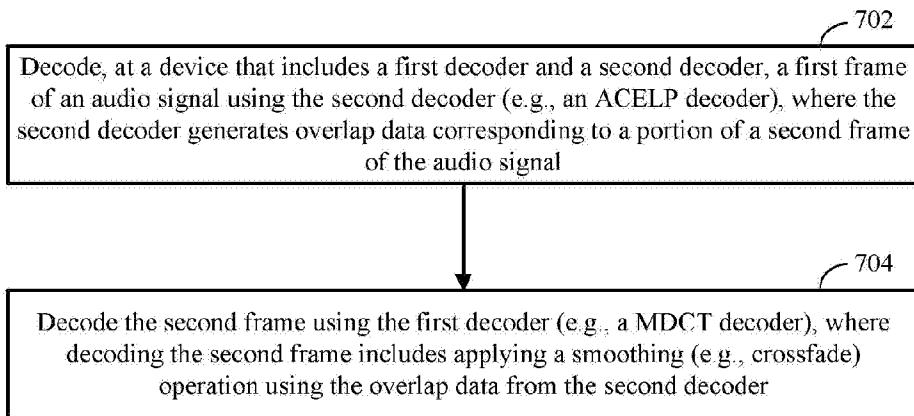 702
Decode, at a device that includes a first decoder and a second decoder, a first frame
of an audio signal using the second decoder (e.g., an ACELP decoder), where the
second decoder generates overlap data corresponding to a portion of a second frame
of the audio signal
704
Decode the second frame using the first decoder (e.g., a MDCT decoder), where
decoding the second frame includes applying a smoothing (e.g., crossfade)
operation using the overlap data from the second decoder